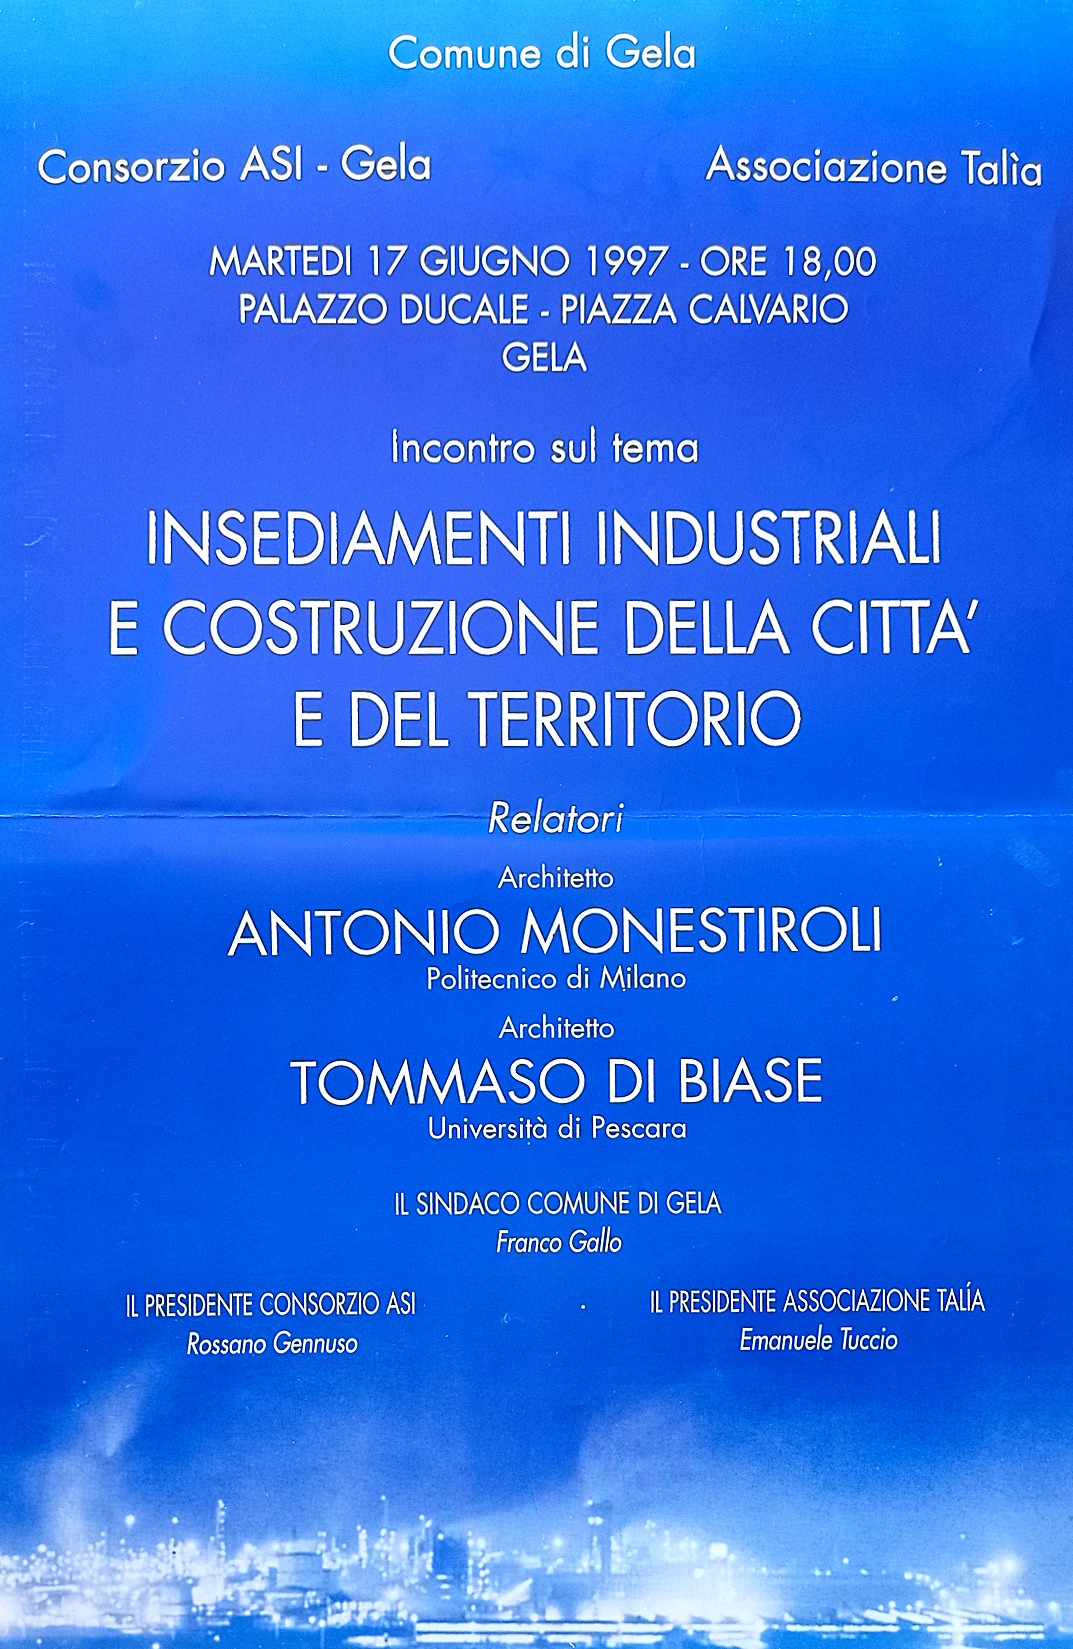 Comune di Gela
Consorzio ASI - Gela
Associazione Talìa
MARTEDI 17 GIUGNO 1997 - ORE 18,00
PALAZZO DUCALE - PIAZZA CALVARIO
GELA
Incontro sul tema
INSEDIAMENTI INDUSTRIALI
E COSTRUZIONE DELLA CITTA'
E DEL TERRITORIO
Relatori
Architetto
ANTONIO MONESTIROLI
Politecnico di Milano
Architetto
TOMMASO DI BIASE
Università di Pescara
IL SINDACO COMUNE DI GELA
Franco Gallo
IL PRESIDENTE CONSORZIO ASI
Rossano Gennuso
IL PRESIDENTE ASSOCIAZIONE TALÍA
Emanuele Tuccio